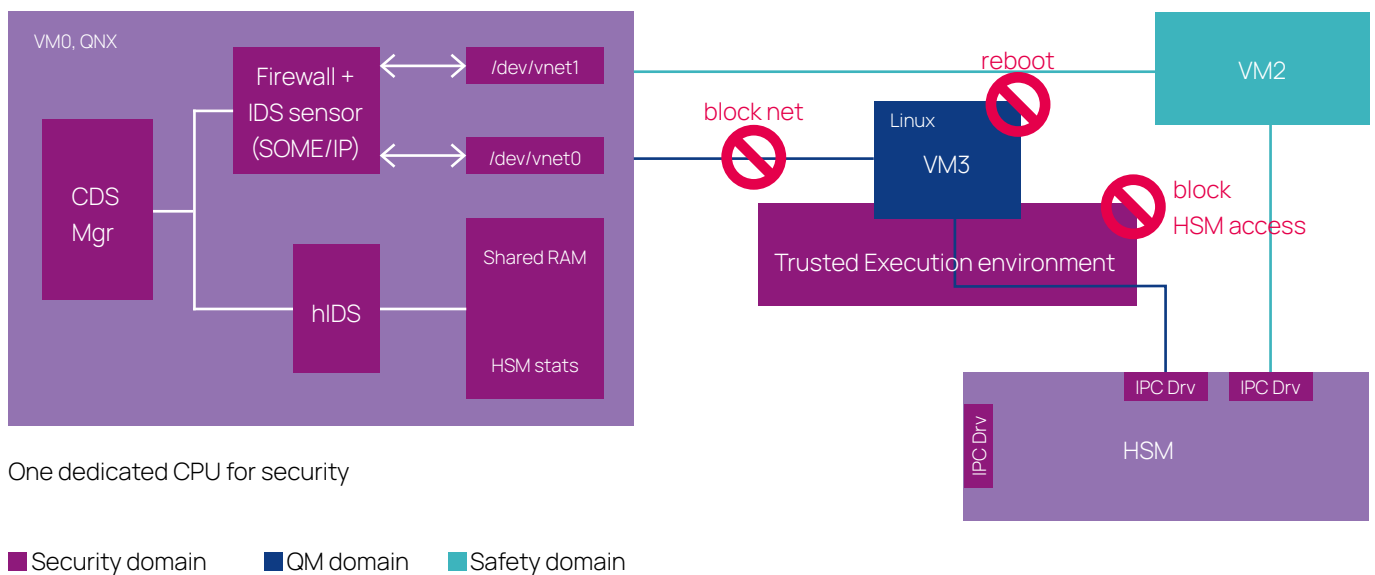 VM0, QNX
Firewall +
IDS sensor
(SOME/IP)
/dev/vnet1
/dev/vnet0
CDS
Mgr
hIDS
Shared RAM
HSM stats
block net
reboot
Linux
VM3
VM2
block
HSM access
Trusted Execution environment
IPC Drv
IPC Drv
IPC Drv
HSM
One dedicated CPU for security
Security domain
QM domain
Safety domain